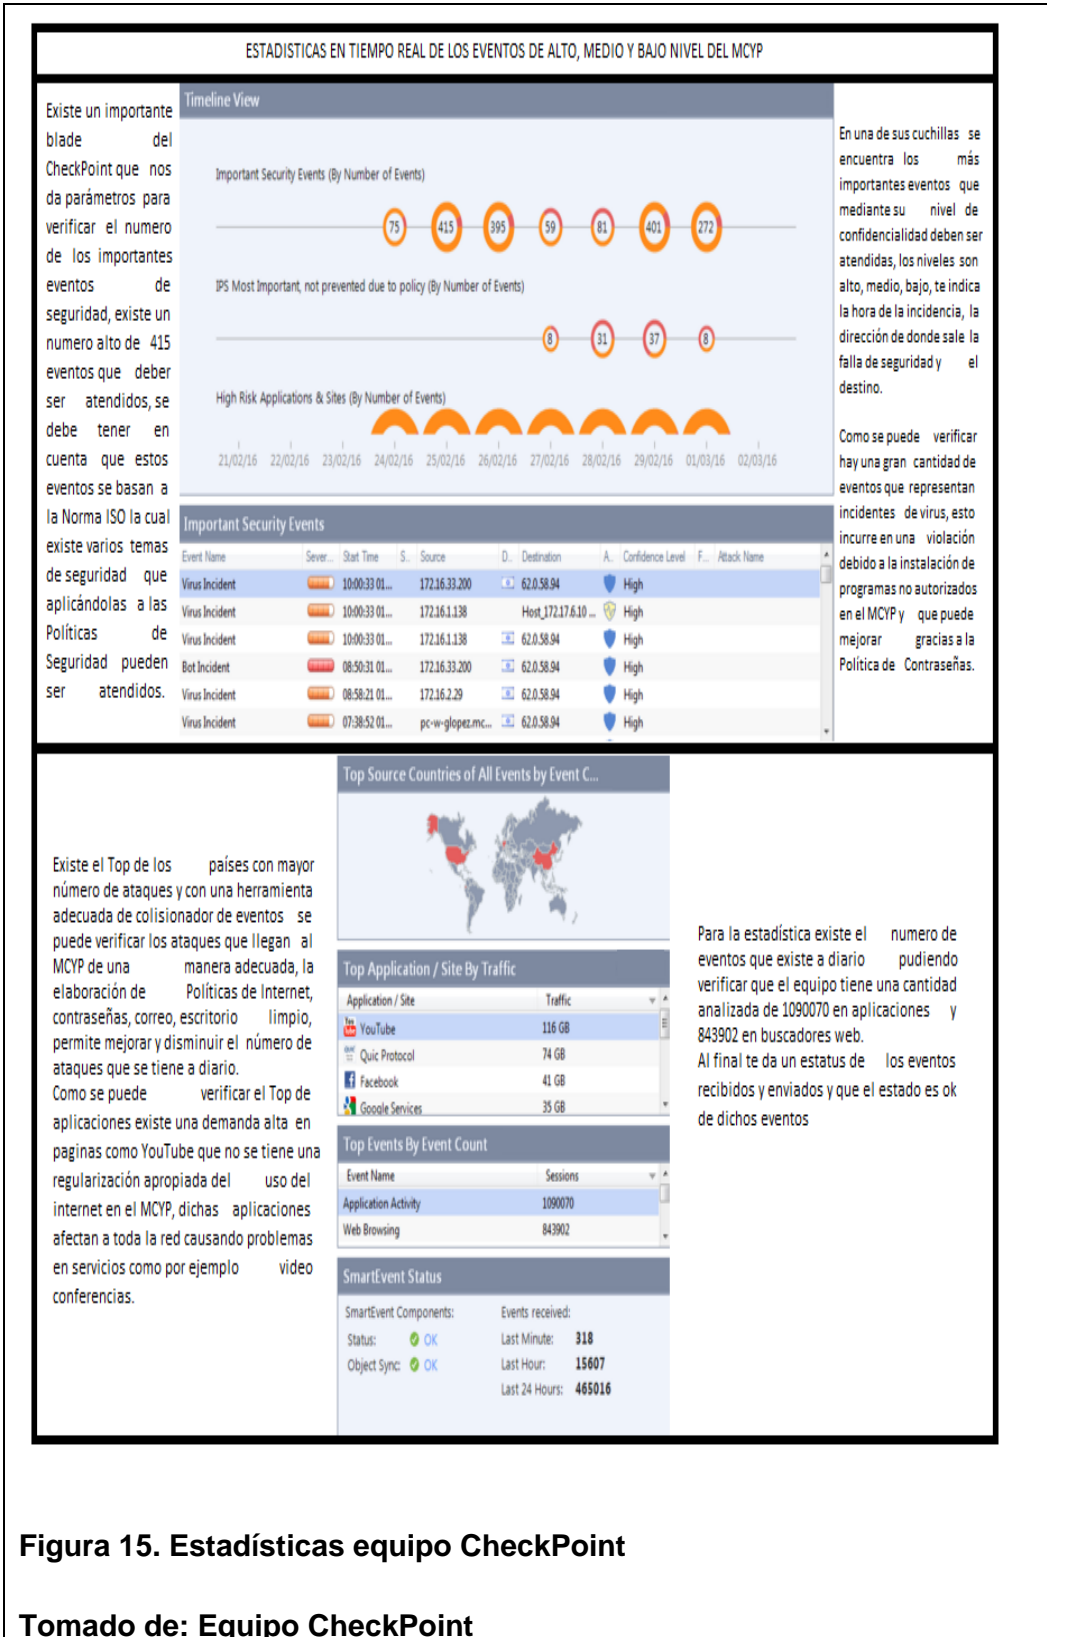 ESTADISTICAS EN TIEMPO REAL DE LOS EVENTOS DE ALTO, MEDIO Y BAJO NIVEL DEL MCYP
Existe un importante
blade del
CheckPoint que nos
da parámetros para
verificar el numero
de los importantes
eventos de
seguridad, existe un
numero alto de 415
eventos que deber
ser atendidos, se
debe tener en
cuenta que estos
eventos se basan a
la Norma ISO la cual
existe varios temas
de seguridad que
aplicándolas a las
Políticas de
Seguridad pueden
ser atendidos.
Timeline View
Important Security Events (By Number of Events)
75 415 395 59 81 401 272
IPS Most Important, not prevented due to policy (By Number of Events)
8 31 37 8
High Risk Applications & Sites (By Number of Events)
21/02/16 22/02/16 23/02/16 24/02/16 25/02/16 26/02/16 27/02/16 28/02/16 29/02/16 01/03/16 02/03/16
Important Security Events
Event Name Sever... Start Time S.. Source D.. Destination A.. Confidence Level F... Attack Name
Virus Incident 10:00:33 01... 172.16.33.200 62.0.58.94 High
Virus Incident 10:00:33 01... 172.16.1.138 Host_172.17.6.10 ... High
Virus Incident 10:00:33 01... 172.16.1.138 62.0.58.94 High
Bot Incident 08:50:31 01... 172.16.33.200 62.0.58.94 High
Virus Incident 08:58:21 01... 172.16.2.29 62.0.58.94 High
Virus Incident 07:38:52 01... pc-w-glopez.mc... 62.0.58.94 High
En una de sus cuchillas se
encuentra los más
importantes eventos que
mediante su nivel de
confidencialidad deben ser
atendidas, los niveles son
alto, medio, bajo, te indica
la hora de la incidencia, la
dirección de donde sale la
falla de seguridad y el
destino.
Como se puede verificar
hay una gran cantidad de
eventos que representan
incidentes de virus, esto
incurre en una violación
debido a la instalación de
programas no autorizados
en el MCYP y que puede
mejorar gracias a la
Política de Contraseñas.
Existe el Top de los países con mayor
número de ataques y con una herramienta
adecuada de colisionador de eventos se
puede verificar los ataques que llegan al
MCYP de una manera adecuada, la
elaboración de Políticas de Internet,
contraseñas, correo, escritorio limpio,
permite mejorar y disminuir el número de
ataques que se tiene a diario.
Como se puede verificar el Top de
aplicaciones existe una demanda alta en
paginas como YouTube que no se tiene una
regularización apropiada del uso del
internet en el MCYP, dichas aplicaciones
afectan a toda la red causando problemas
en servicios como por ejemplo video
conferencias.
Top Source Countries of All Events by Event C...
Top Application / Site By Traffic
Application / Site Traffic
YouTube 116 GB
Quic Protocol 74 GB
Facebook 41 GB
Google Services 35 GB
Top Events By Event Count
Event Name Sessions
Application Activity 1090070
Web Browsing 843902
SmartEvent Status
SmartEvent Components: Events received:
Status: OK Last Minute: 318
Object Sync: OK Last Hour: 15607
Last 24 Hours: 465016
Para la estadística existe el numero de
eventos que existe a diario pudiendo
verificar que el equipo tiene una cantidad
analizada de 1090070 en aplicaciones y
843902 en buscadores web.
Al final te da un estatus de los eventos
recibidos y enviados y que el estado es ok
de dichos eventos
Figura 15. Estadísticas equipo CheckPoint
Tomado de: Equipo CheckPoint